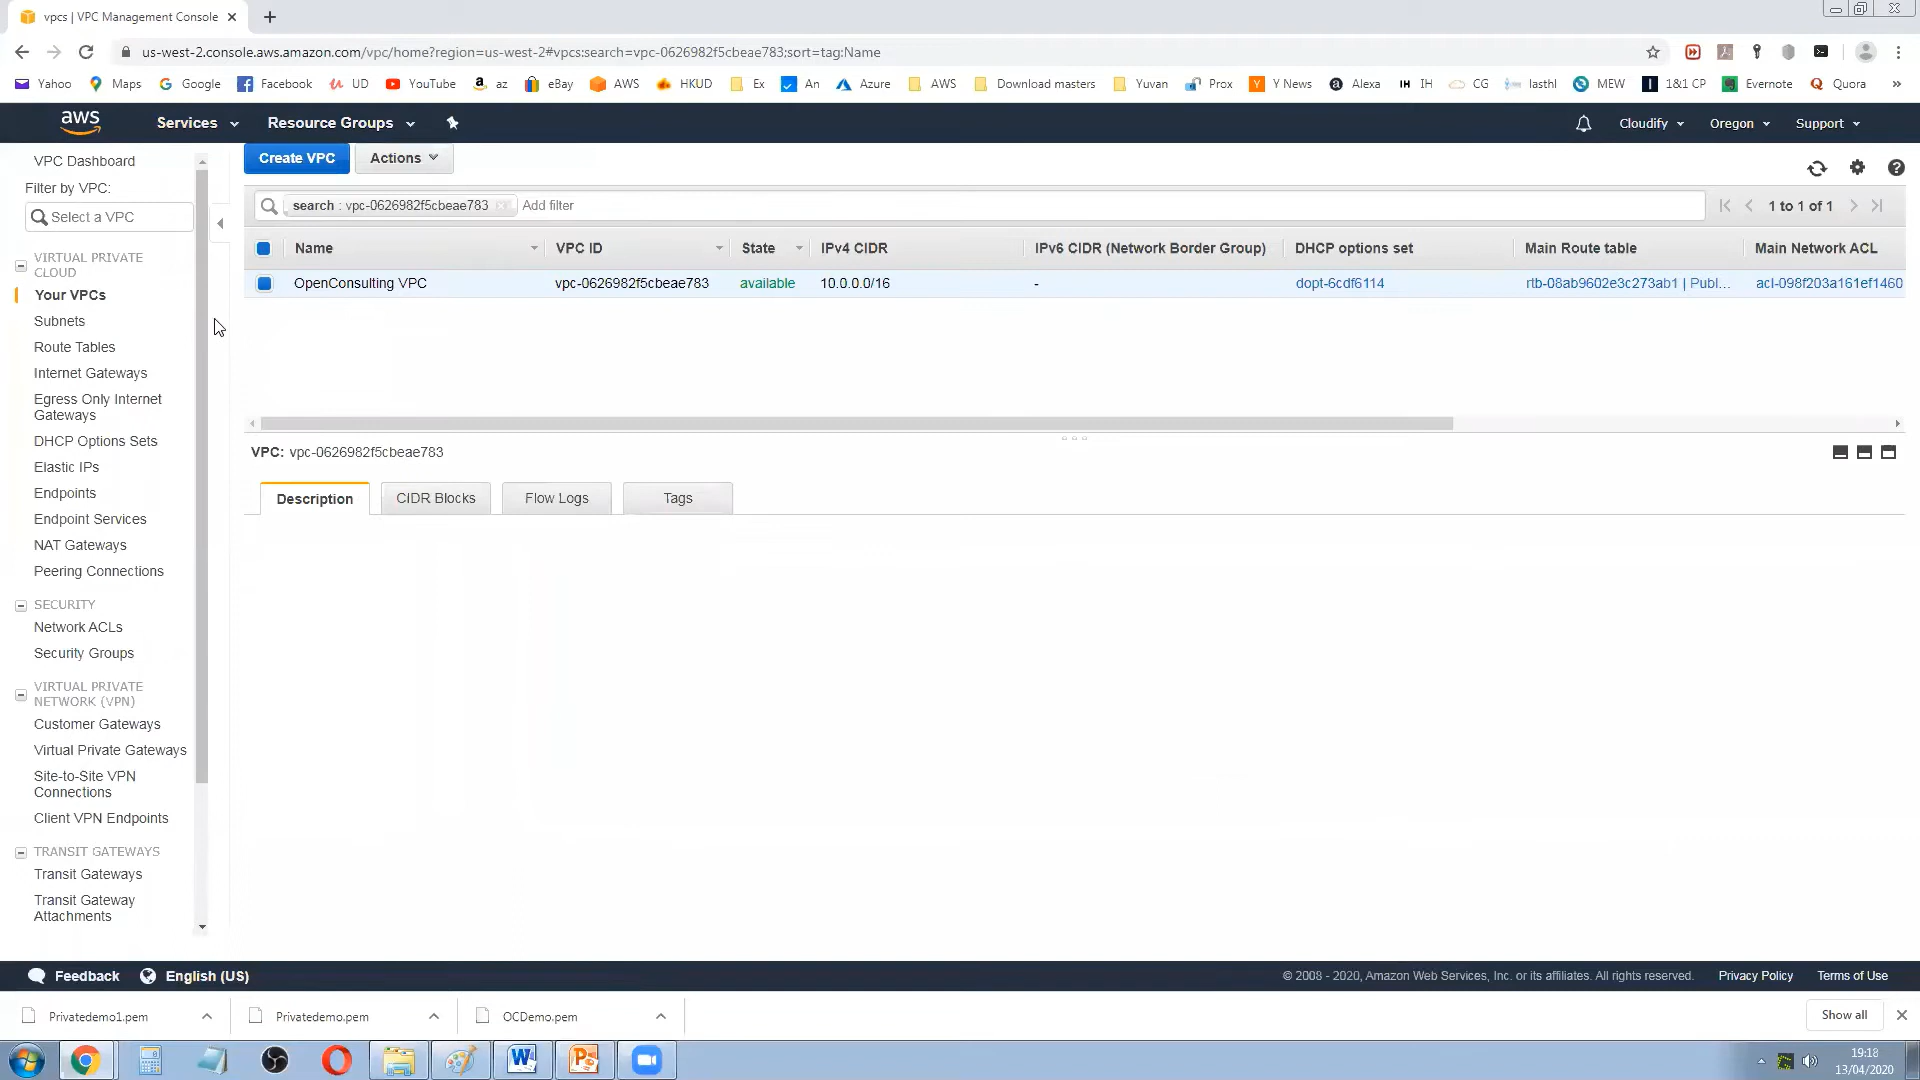 vpcs | VPC Management Console
us-west-2.console.aws.amazon.com/vpc/home?region=us-west-2#vpcs:search=vpc-0626982f5cbeae783;sort=tag:Name
Yahoo Maps Google Facebook UD YouTube az eBay AWS HKUD Ex An Azure AWS Download masters Yuvan Prox Y News Alexa IH CG lasthl MEW 1&1 CP Evernote Quora »
aws Services Resource Groups Cloudify Oregon Support
VPC Dashboard
Filter by VPC:
Select a VPC
VIRTUAL PRIVATE
CLOUD
Your VPCs
Subnets
Route Tables
Internet Gateways
Egress Only Internet
Gateways
DHCP Options Sets
Elastic IPs
Endpoints
Endpoint Services
NAT Gateways
Peering Connections
SECURITY
Network ACLs
Security Groups
VIRTUAL PRIVATE
NETWORK (VPN)
Customer Gateways
Virtual Private Gateways
Site-to-Site VPN
Connections
Client VPN Endpoints
TRANSIT GATEWAYS
Transit Gateways
Transit Gateway
Attachments
Create VPC Actions
search : vpc-0626982f5cbeae783 Add filter 1 to 1 of 1
Name VPC ID State IPv4 CIDR IPv6 CIDR (Network Border Group) DHCP options set Main Route table Main Network ACL
OpenConsulting VPC vpc-0626982f5cbeae783 available 10.0.0.0/16 - dopt-6cdf6114 rtb-08ab9602e3c273ab1 | Publ... acl-098f203a161ef1460
VPC: vpc-0626982f5cbeae783
Description CIDR Blocks Flow Logs Tags
Feedback English (US) © 2008 - 2020, Amazon Web Services, Inc. or its affiliates. All rights reserved. Privacy Policy Terms of Use
Privatedemo1.pem Privatedemo.pem OCDemo.pem Show all
19:18
13/04/2020